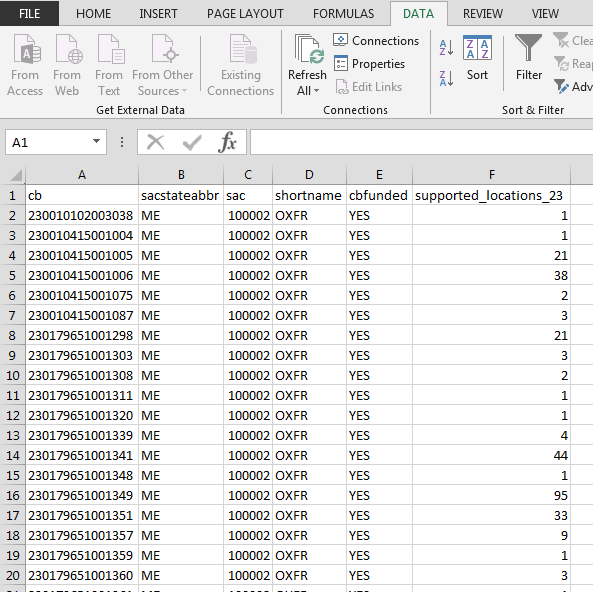 FILE HOME INSERT PAGE LAYOUT FORMULAS DATA REVIEW VIEW
From Access From Web From Text From Other Sources Existing Connections
Get External Data
Refresh All Connections Properties Edit Links
Connections
A Z Z A Z A A Z Sort Filter Clea Reap Adv
Sort & Filter
A1 fx
A B C D E F
1 cb sacstateabbr sac shortname cbfunded supported_locations_23
2 230010102003038 ME 100002 OXFR YES 1
3 230010415001004 ME 100002 OXFR YES 1
4 230010415001005 ME 100002 OXFR YES 21
5 230010415001006 ME 100002 OXFR YES 38
6 230010415001075 ME 100002 OXFR YES 2
7 230010415001087 ME 100002 OXFR YES 3
8 230179651001298 ME 100002 OXFR YES 21
9 230179651001303 ME 100002 OXFR YES 3
10 230179651001308 ME 100002 OXFR YES 2
11 230179651001311 ME 100002 OXFR YES 1
12 230179651001320 ME 100002 OXFR YES 1
13 230179651001339 ME 100002 OXFR YES 4
14 230179651001341 ME 100002 OXFR YES 44
15 230179651001348 ME 100002 OXFR YES 1
16 230179651001349 ME 100002 OXFR YES 95
17 230179651001351 ME 100002 OXFR YES 33
18 230179651001357 ME 100002 OXFR YES 9
19 230179651001359 ME 100002 OXFR YES 1
20 230179651001360 ME 100002 OXFR YES 3